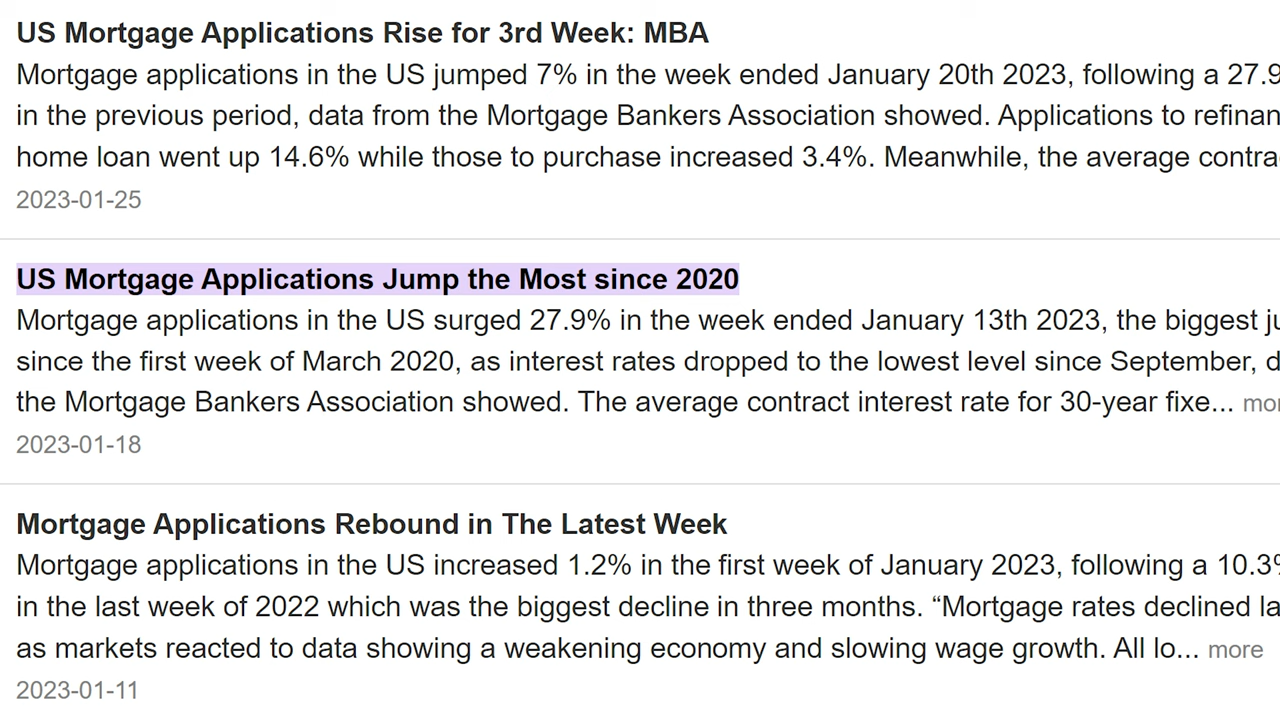 US Mortgage Applications Rise for 3rd Week: MBA
Mortgage applications in the US jumped 7% in the week ended January 20th 2023, following a 27.9
in the previous period, data from the Mortgage Bankers Association showed. Applications to refinan
home loan went up 14.6% while those to purchase increased 3.4%. Meanwhile, the average contra
2023-01-25
US Mortgage Applications Jump the Most since 2020
Mortgage applications in the US surged 27.9% in the week ended January 13th 2023, the biggest ju
since the first week of March 2020, as interest rates dropped to the lowest level since September, d
the Mortgage Bankers Association showed. The average contract interest rate for 30-year fixe... mor
2023-01-18
Mortgage Applications Rebound in The Latest Week
Mortgage applications in the US increased 1.2% in the first week of January 2023, following a 10.3%
in the last week of 2022 which was the biggest decline in three months. “Mortgage rates declined la
as markets reacted to data showing a weakening economy and slowing wage growth. All lo... more
2023-01-11